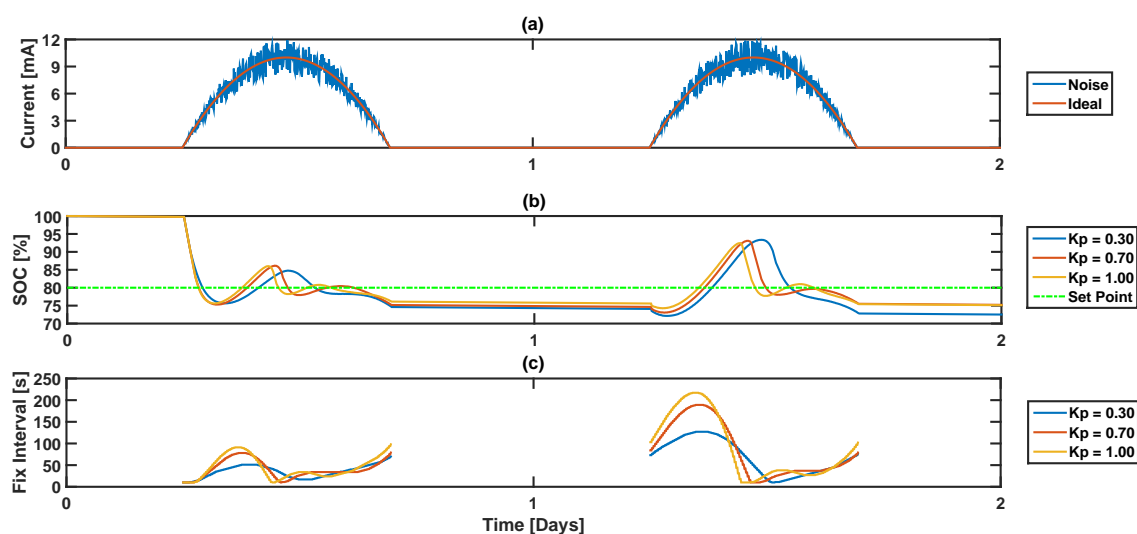 (a)
Current [mA]
12
9
6
3
0
0
1
2
Noise
Ideal
(b)
SOC [%]
100
95
90
85
80
75
70
0
1
2
Kp = 0.30
Kp = 0.70
Kp = 1.00
Set Point
(c)
Fix Interval [s]
250
200
150
100
50
0
0
1
2
Time [Days]
Kp = 0.30
Kp = 0.70
Kp = 1.00